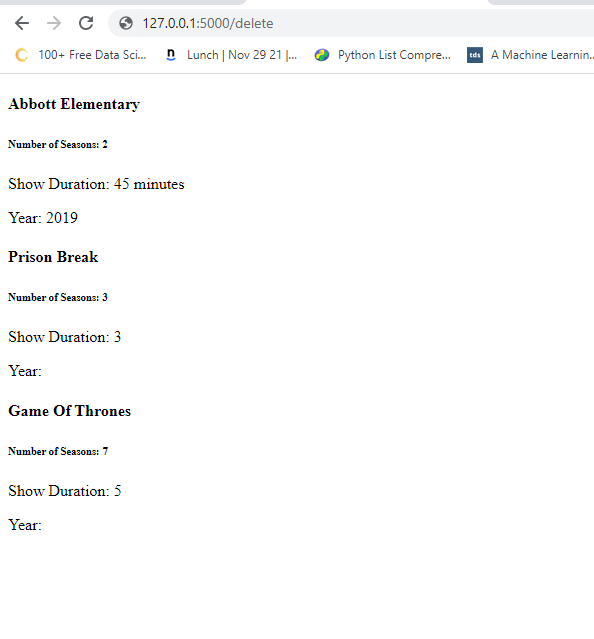 127.0.0.1:5000/delete
100+ Free Data Sci...
n Lunch | Nov 29 21 |...
Python List Compre...
tds A Machine Learnin...
Abbott Elementary
Number of Seasons: 2
Show Duration: 45 minutes
Year: 2019
Prison Break
Number of Seasons: 3
Show Duration: 3
Year:
Game Of Thrones
Number of Seasons: 7
Show Duration: 5
Year: